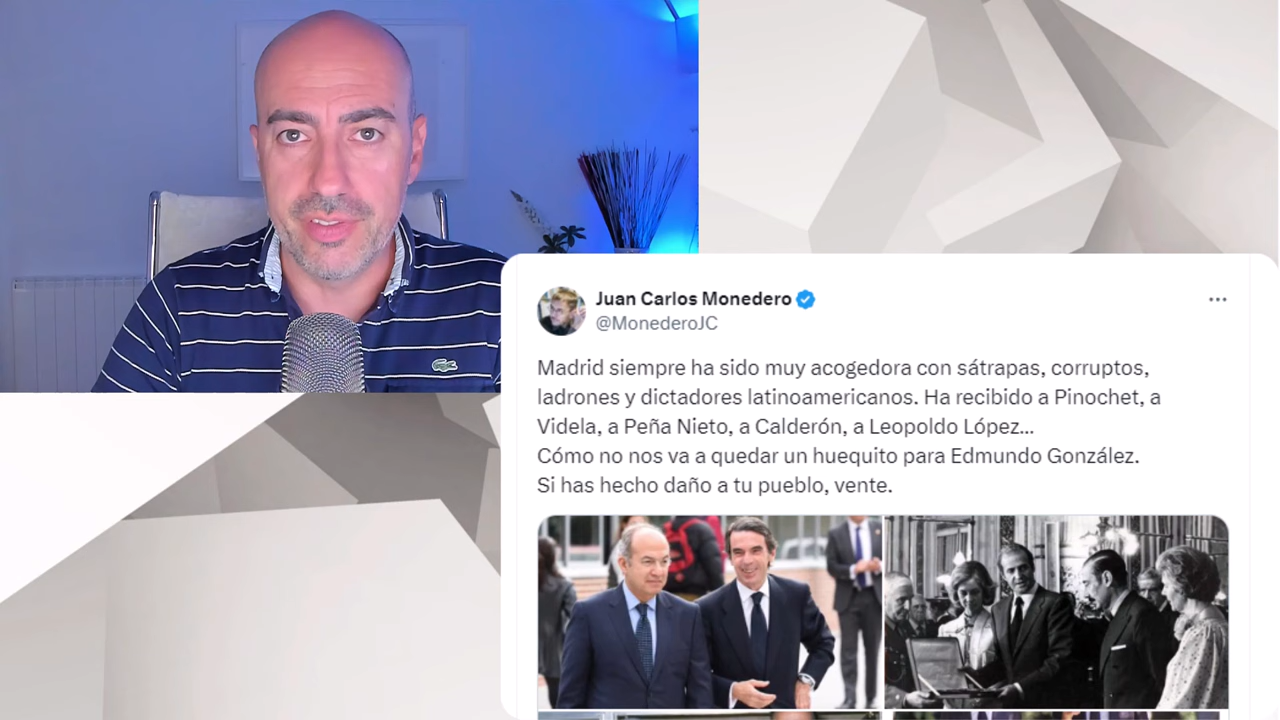 Juan Carlos Monedero
@MonederoJC
Madrid siempre ha sido muy acogedora con sátrapas, corruptos,
ladrones y dictadores latinoamericanos. Ha recibido a Pinochet, a
Videla, a Peña Nieto, a Calderón, a Leopoldo López...
Cómo no nos va a quedar un huequito para Edmundo González.
Si has hecho daño a tu pueblo, vente.